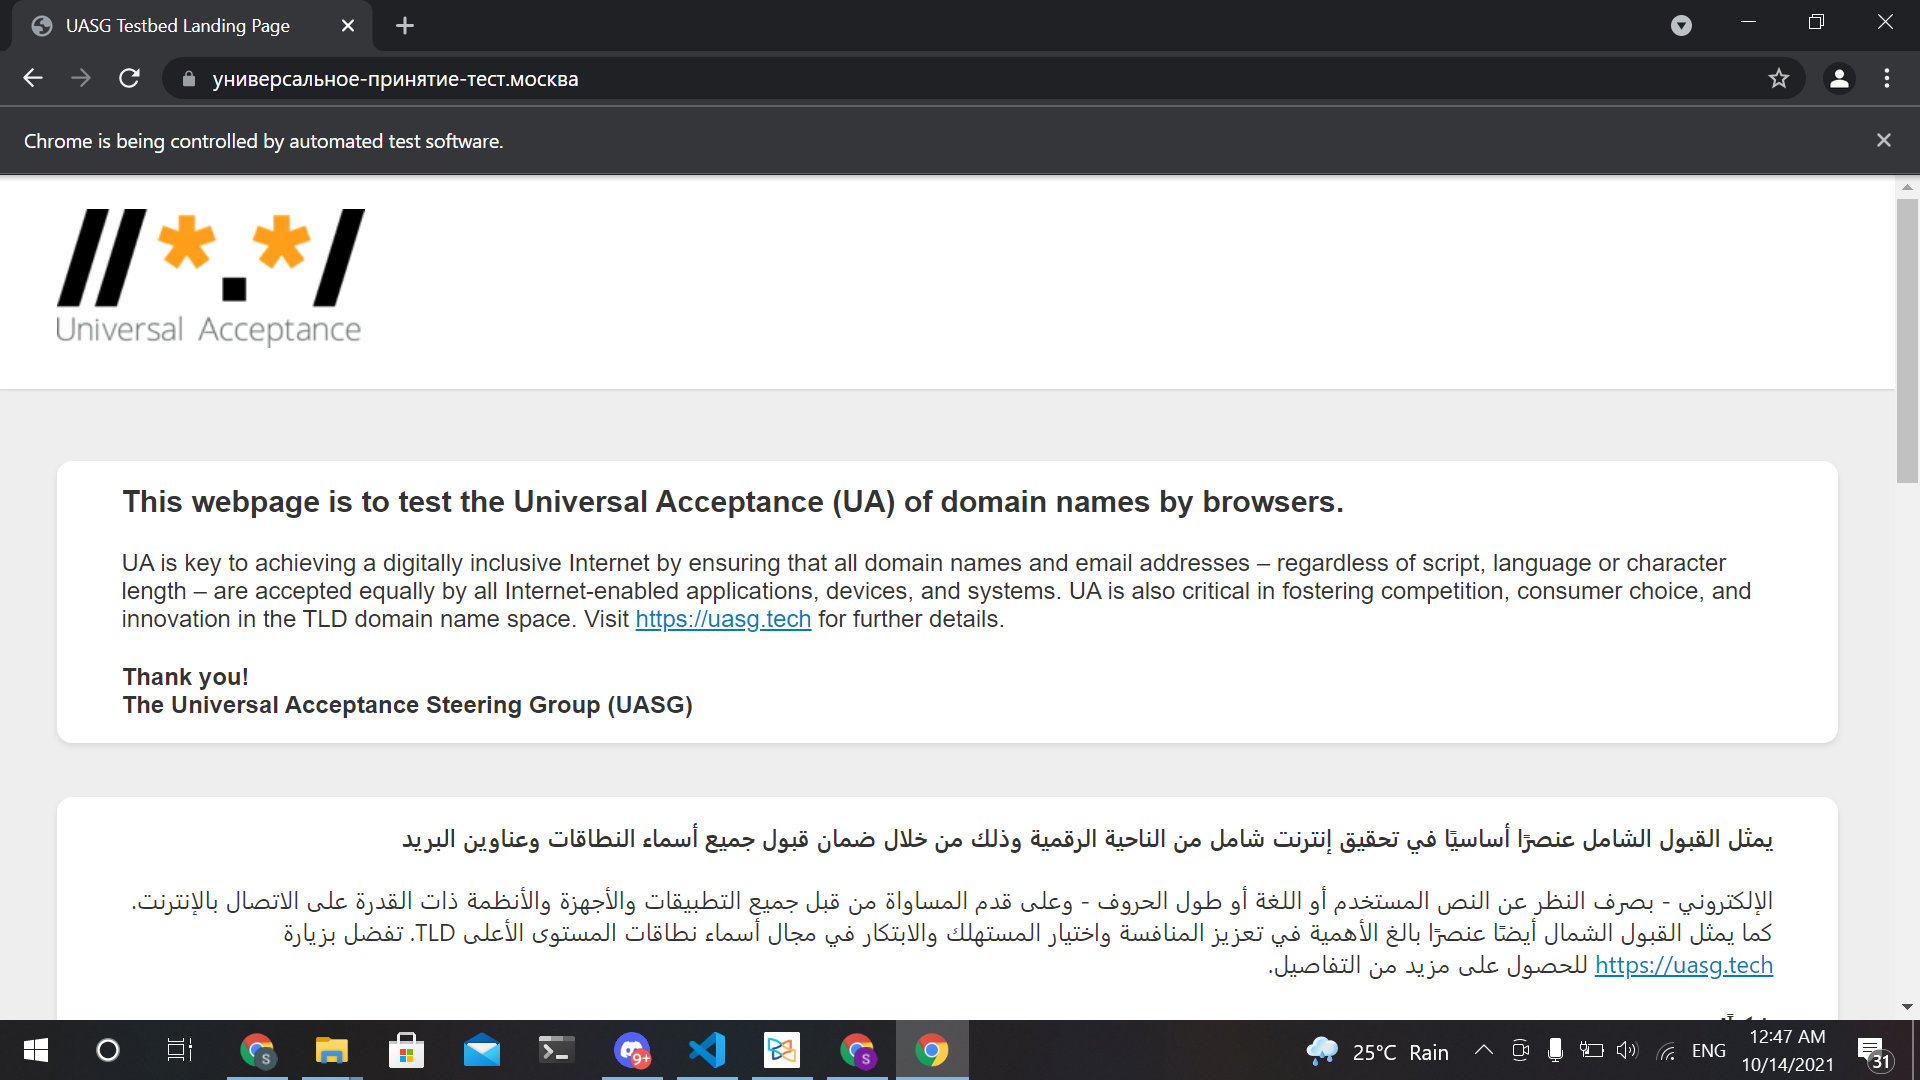 UASG Testbed Landing Page
универсальное-принятие-тест.москва
Chrome is being controlled by automated test software.
//*.*/
Universal Acceptance
This webpage is to test the Universal Acceptance (UA) of domain names by browsers.
UA is key to achieving a digitally inclusive Internet by ensuring that all domain names and email addresses – regardless of script, language or character
length – are accepted equally by all Internet-enabled applications, devices, and systems. UA is also critical in fostering competition, consumer choice, and
innovation in the TLD domain name space. Visit https://uasg.tech for further details.
Thank you!
The Universal Acceptance Steering Group (UASG)
يمثل القبول الشامل عنصرًا أساسيًا في تحقيق إنترنت شامل من الناحية الرقمية وذلك من خلال ضمان قبول جميع أسماء النطاقات وعناوين البريد
الإلكتروني - بصرف النظر عن النص المستخدم أو اللغة أو طول الحروف - وعلى قدم المساواة من قبل جميع التطبيقات والأجهزة والأنظمة ذات القدرة على الاتصال بالإنترنت.
كما يمثل القبول الشمال أيضًا عنصرًا بالغ الأهمية في تعزيز المنافسة واختيار المستهلك والابتكار في مجال أسماء نطاقات المستوى الأعلى TLD. تفضل بزيارة
https://uasg.tech للحصول على مزيد من التفاصيل.
S
9+
S
25°C Rain
ENG
12:47 AM
10/14/2021
31